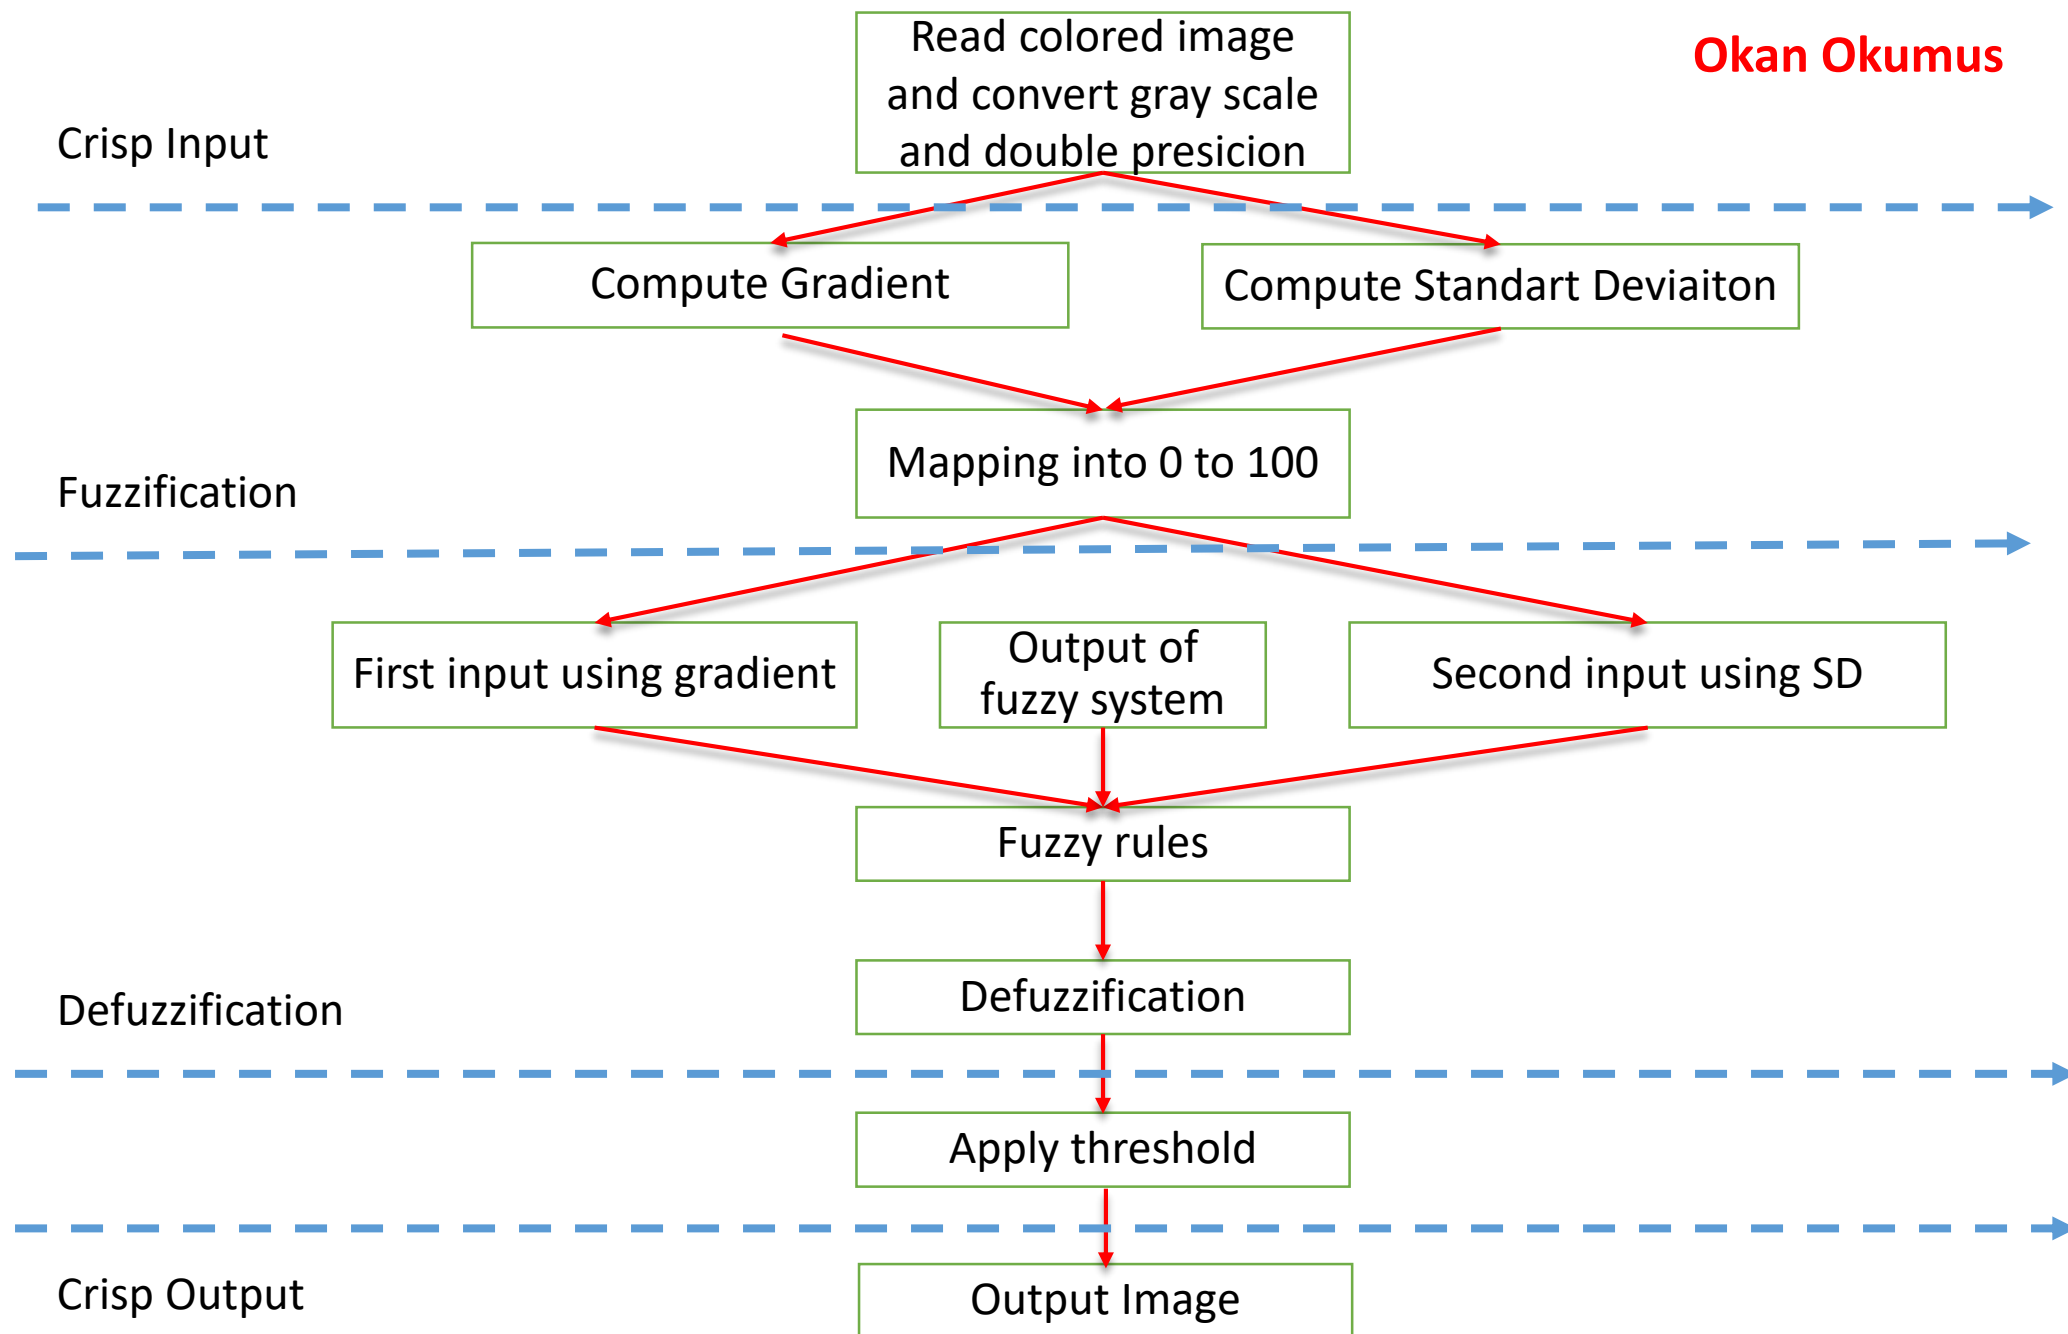 Read colored image
and convert gray scale
and double presicion
Okan Okumus
Crisp Input
Compute Gradient
Compute Standart Deviaiton
Mapping into 0 to 100
Fuzzification
First input using gradient
Output of
fuzzy system
Second input using SD
Fuzzy rules
Defuzzification
Defuzzification
Apply threshold
Crisp Output
Output Image